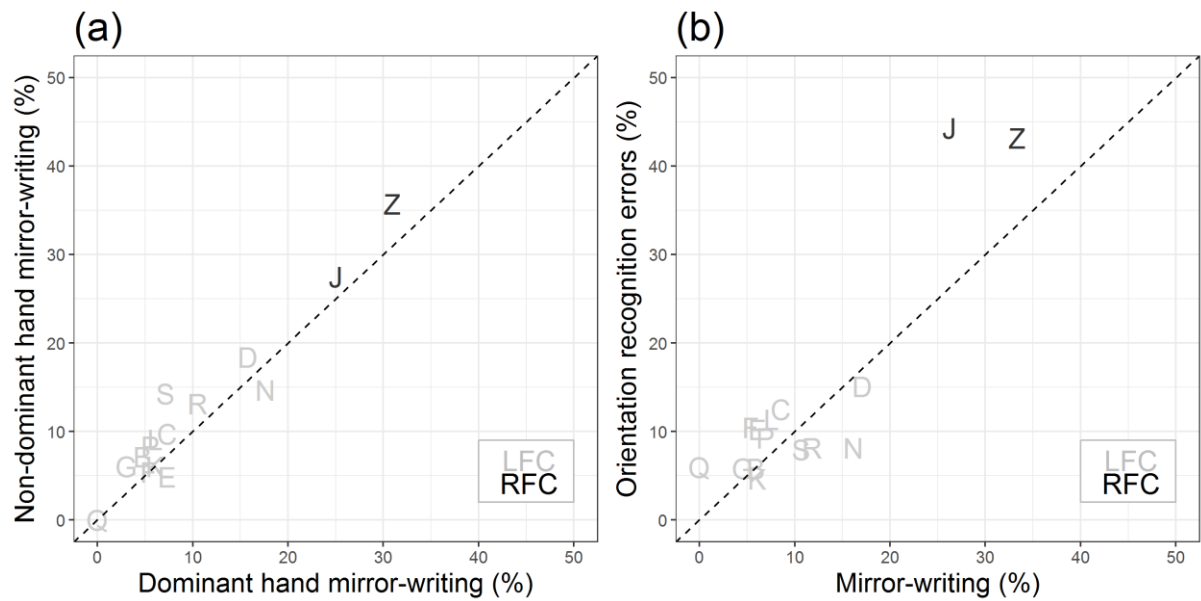 (a)
Non-dominant hand mirror-writing (%)
50
40
30
20
10
0
Z
J
D
N
S
R
C
L
P
B
G
K
E
Q
LFC
RFC
0 10 20 30 40 50
Dominant hand mirror-writing (%)
(b)
Orientation recognition errors (%)
50
40
30
20
10
0
J
Z
D
C
L
E
P
N
R
S
Q
G
K
LFC
RFC
0 10 20 30 40 50
Mirror-writing (%)